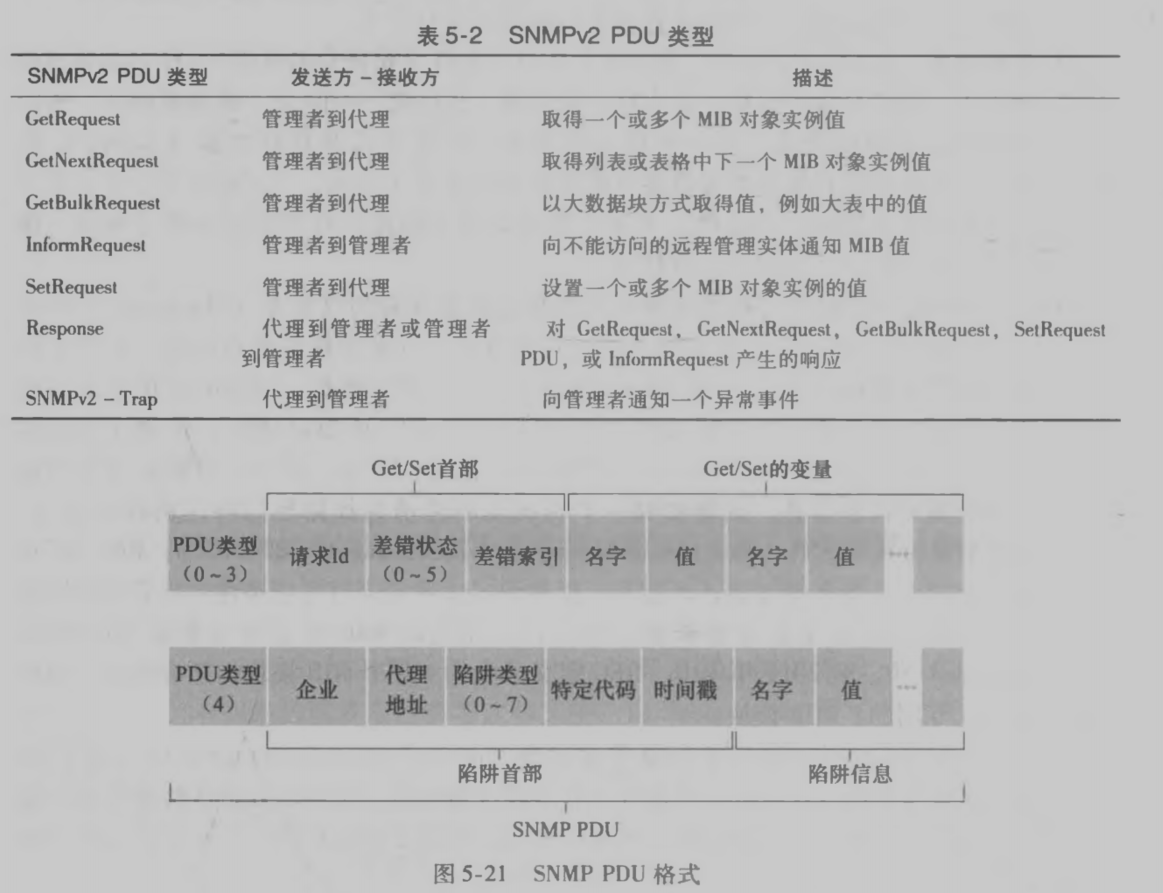 表 5-2 SNMPv2 PDU 类型
SNMPv2 PDU 类型 发送方 – 接收方 描述
GetRequest 管理者到代理 取得一个或多个 MIB 对象实例值
GetNextRequest 管理者到代理 取得列表或表格中下一个 MIB 对象实例值
GetBulkRequest 管理者到代理 以大数据块方式取得值，例如大表中的值
InformRequest 管理者到管理者 向不能访问的远程管理实体通知 MIB 值
SetRequest 管理者到代理 设置一个或多个 MIB 对象实例的值
Response 代理到管理者或管理者 对 GetRequest，GetNextRequest，GetBulkRequest，SetRequest
到管理者 PDU，或 InformRequest 产生的响应
SNMPv2 – Trap 代理到管理者 向管理者通知一个异常事件
Get/Set首部 Get/Set的变量
PDU类型 差错状态
请求Id 差错索引 名字 值 名字 值 ...
（0～3） （0～5）
PDU类型 代理 陷阱类型
企业 特定代码 时间戳 名字 值 ...
（4） 地址 （0～7）
陷阱首部 陷阱信息
SNMP PDU
图 5-21 SNMP PDU 格式